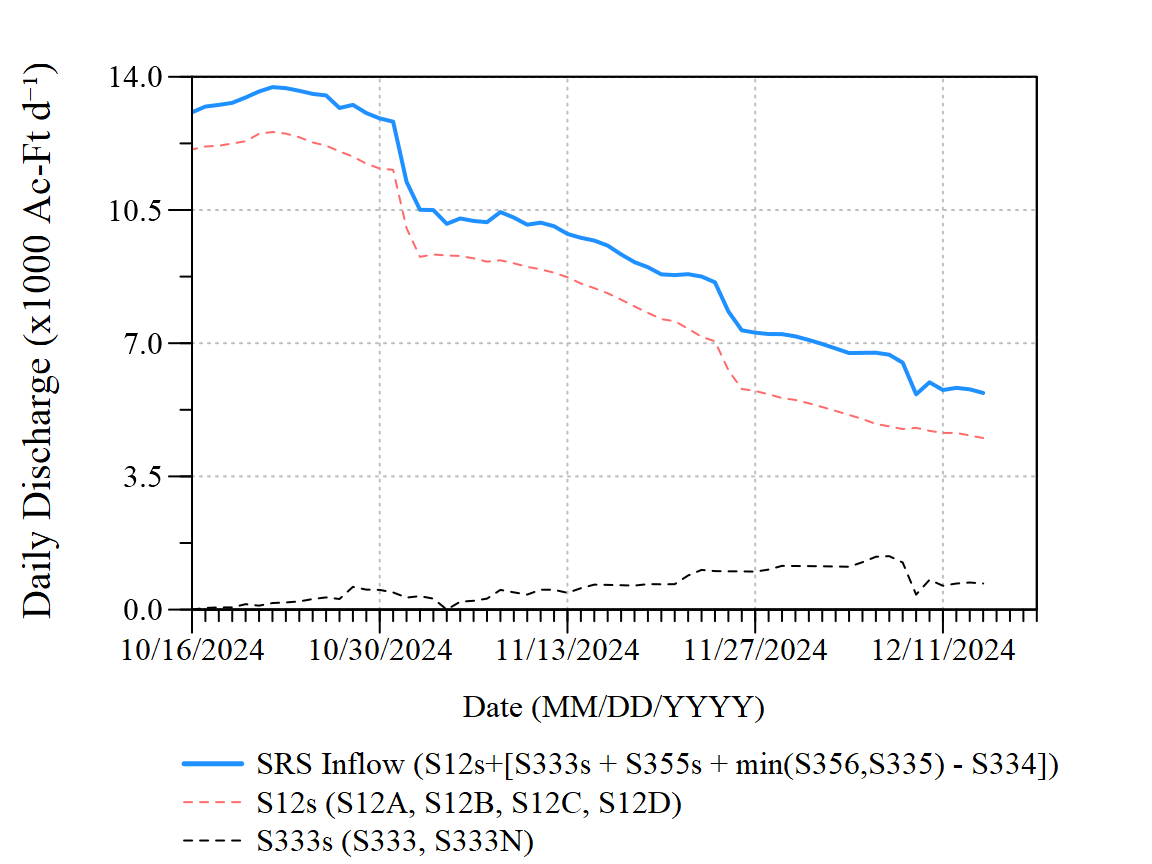 Daily Discharge (x1000 Ac-Ft d⁻¹)
14.0
10.5
7.0
3.5
0.0
10/16/2024 10/30/2024 11/13/2024 11/27/2024 12/11/2024
Date (MM/DD/YYYY)
SRS Inflow (S12s+[S333s + S355s + min(S356,S335) - S334])
S12s (S12A, S12B, S12C, S12D)
S333s (S333, S333N)